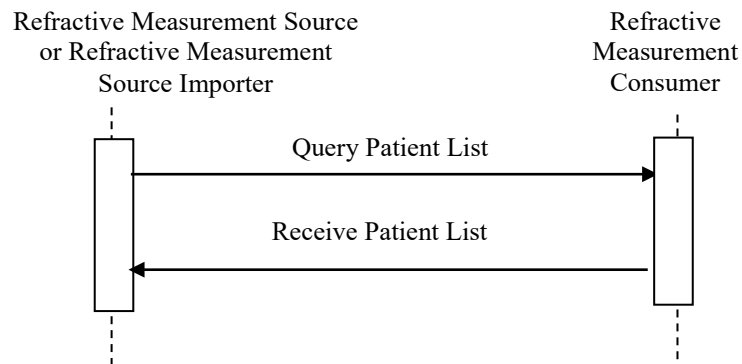 Refractive Measurement Source
or Refractive Measurement
Source Importer
Refractive
Measurement
Consumer
Query Patient List
Receive Patient List